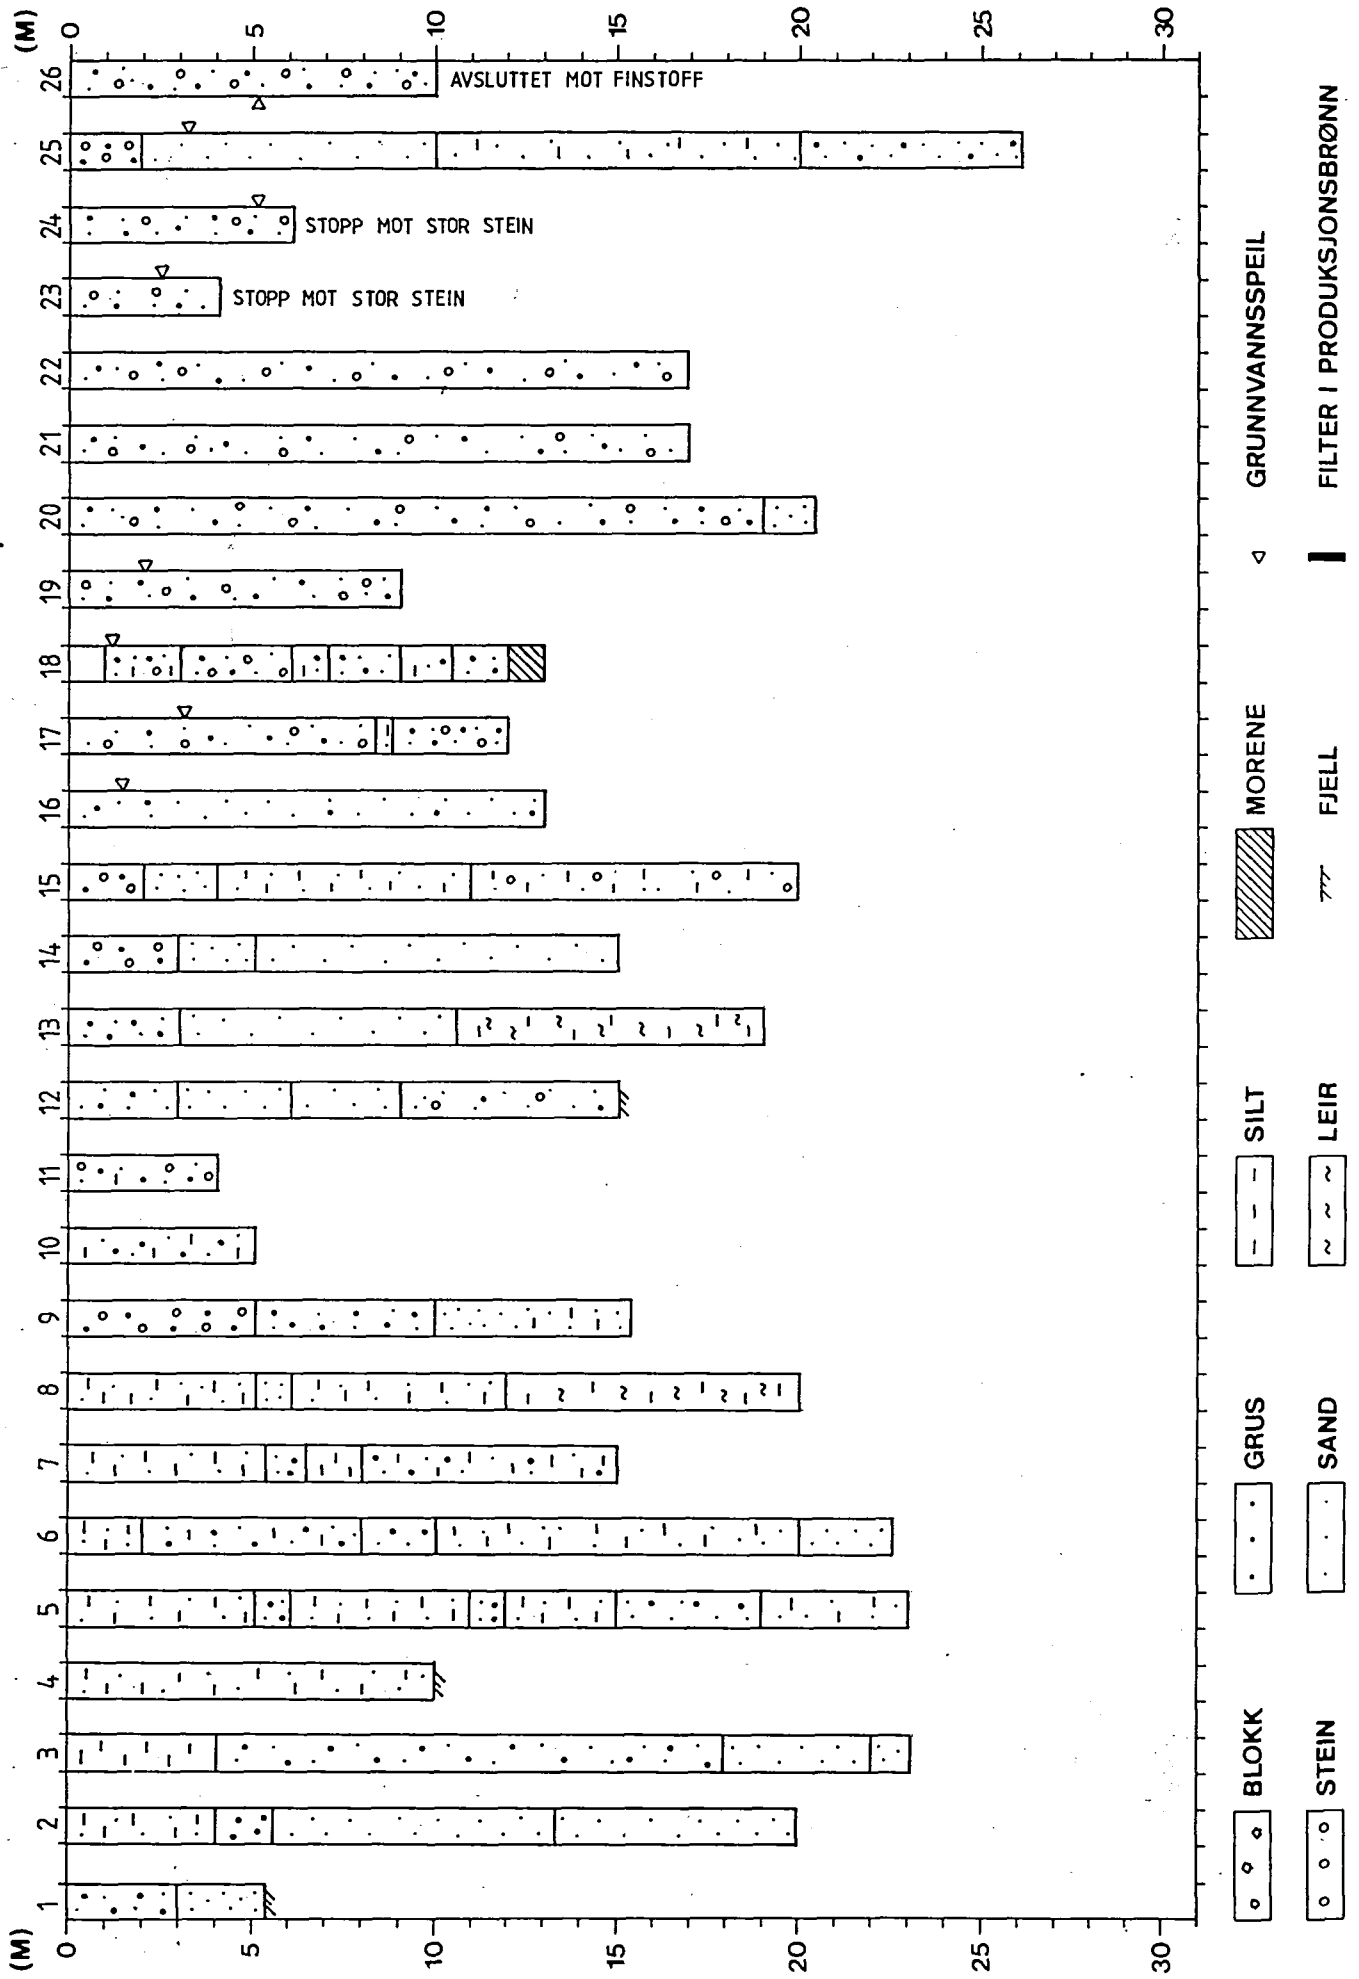 (M)
0
5
10
15
20
25
30
1
2
3
4
5
6
7
8
9
10
11
12
13
14
15
16
17
18
19
20
21
22
23
24
25
26
(M)
0
5
10
15
20
25
30
STOPP MOT STOR STEIN
STOPP MOT STOR STEIN
AVSLUTTET MOT FINSTOFF
BLOKK
GRUS
SILT
MORENE
GRUNNVANNSSPEIL
STEIN
SAND
LEIR
FJELL
FILTER I PRODUKSJONSBRØNN